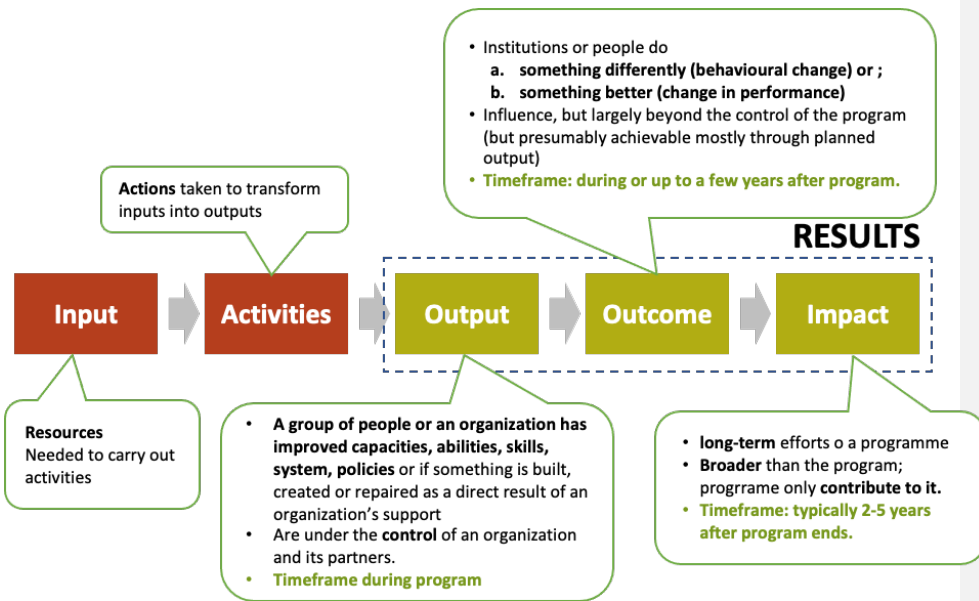 • Institutions or people do
a. something differently (behavioural change) or ;
b. something better (change in performance)
• Influence, but largely beyond the control of the program
(but presumably achievable mostly through planned
output)
• Timeframe: during or up to a few years after program.
Actions taken to transform
inputs into outputs
RESULTS
Input
Activities
Output
Outcome
Impact
Resources
Needed to carry out
activities
• A group of people or an organization has
improved capacities, abilities, skills,
system, policies or if something is built,
created or repaired as a direct result of an
organization’s support
• Are under the control of an organization
and its partners.
• Timeframe during program
• long-term efforts o a programme
• Broader than the program;
progrrame only contribute to it.
• Timeframe: typically 2-5 years
after program ends.